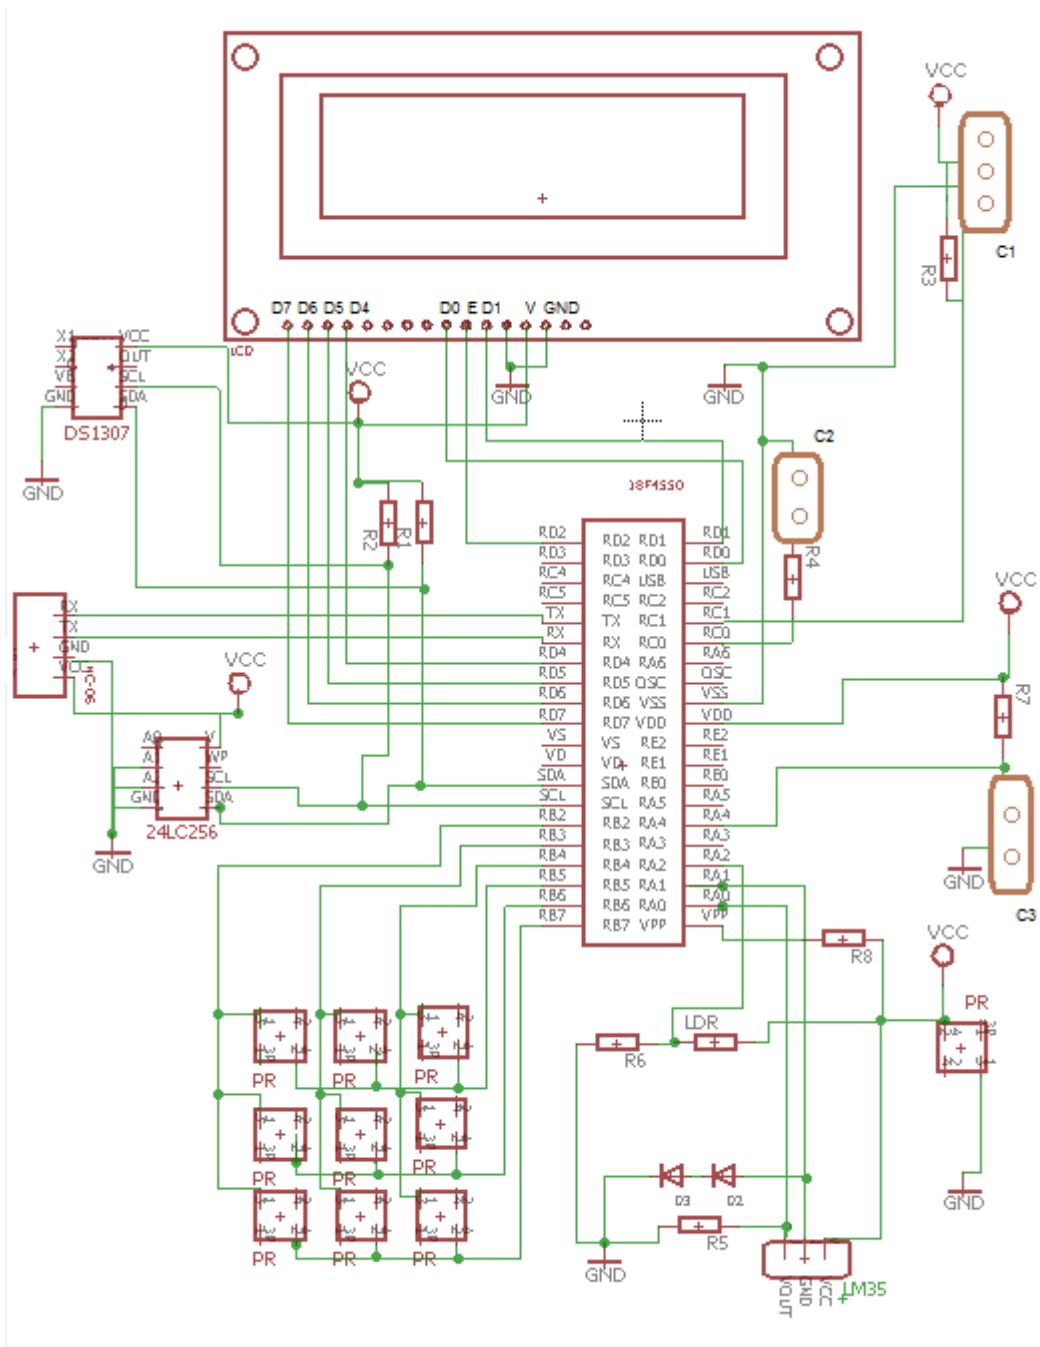 VCC
C1
R3
D7 D6 D5 D4 D0 E D1 V GND
LCD
VCC
GND
GND
X1 VCC
OUT
VB SCL
GND SDA
DS1307
GND
C2
R4
18F4550
R2
R1
RD2 RD2 RD1 RD1
RD3 RD3 RD0 RD0
RC4 RC4 USB USB
RC5 RC5 RC2 RC2
TX TX RC1 RC1
RX RX RC0 RC0
RD4 RD4 RA6 RA6
RD5 RD5 OSC OSC
RD6 RD6 VSS VSS
RD7 RD7 VDD VDD
VS VS RE2 RE2
VD VD RE1 RE1
SDA SDA RE0 RE0
SCL SCL RA5 RA5
RB2 RB2 RA4 RA4
RB3 RB3 RA3 RA3
RB4 RB4 RA2 RA2
RB5 RB5 RA1 RA1
RB6 RB6 RA0 RA0
RB7 RB7 VPP VPP
RX
TX
GND
VCC
HC-06
VCC
A0 V
A WP
A SCL
GND SDA
24LC256
GND
VCC
R7
GND
C3
R8
VCC
PR
GND
R6
LDR
PR PR PR
PR PR PR
PR PR PR
D3 D2
R5
GND
VOUT
GND
VCC
LM35